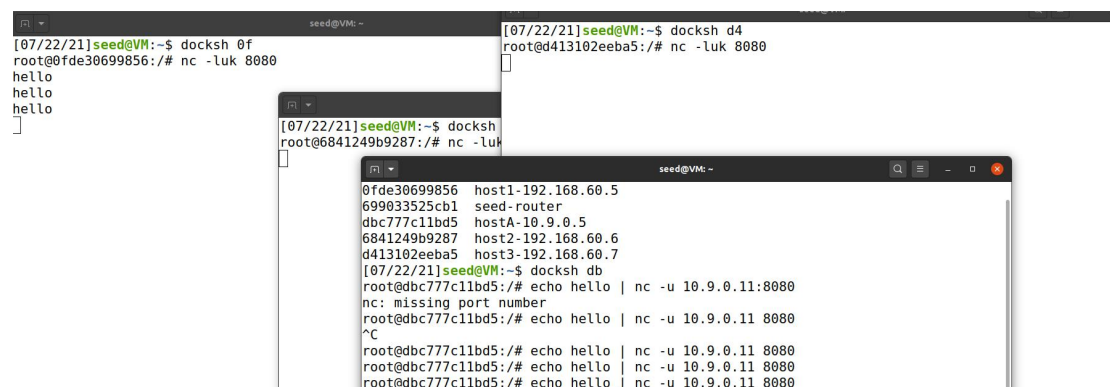 seed@VM: ~
[07/22/21]seed@VM:~$ docksh 0f
root@0fde30699856:/# nc -luk 8080
hello
hello
hello
[07/22/21]seed@VM:~$ docksh d4
root@d413102eeba5:/# nc -luk 8080
[07/22/21]seed@VM:~$ docksh
root@6841249b9287:/# nc -luk
seed@VM: ~
0fde30699856  host1-192.168.60.5
699033525cb1  seed-router
dbc777c11bd5  hostA-10.9.0.5
6841249b9287  host2-192.168.60.6
d413102eeba5  host3-192.168.60.7
[07/22/21]seed@VM:~$ docksh db
root@dbc777c11bd5:/# echo hello | nc -u 10.9.0.11:8080
nc: missing port number
root@dbc777c11bd5:/# echo hello | nc -u 10.9.0.11 8080
^C
root@dbc777c11bd5:/# echo hello | nc -u 10.9.0.11 8080
root@dbc777c11bd5:/# echo hello | nc -u 10.9.0.11 8080
root@dbc777c11bd5:/# echo hello | nc -u 10.9.0.11 8080